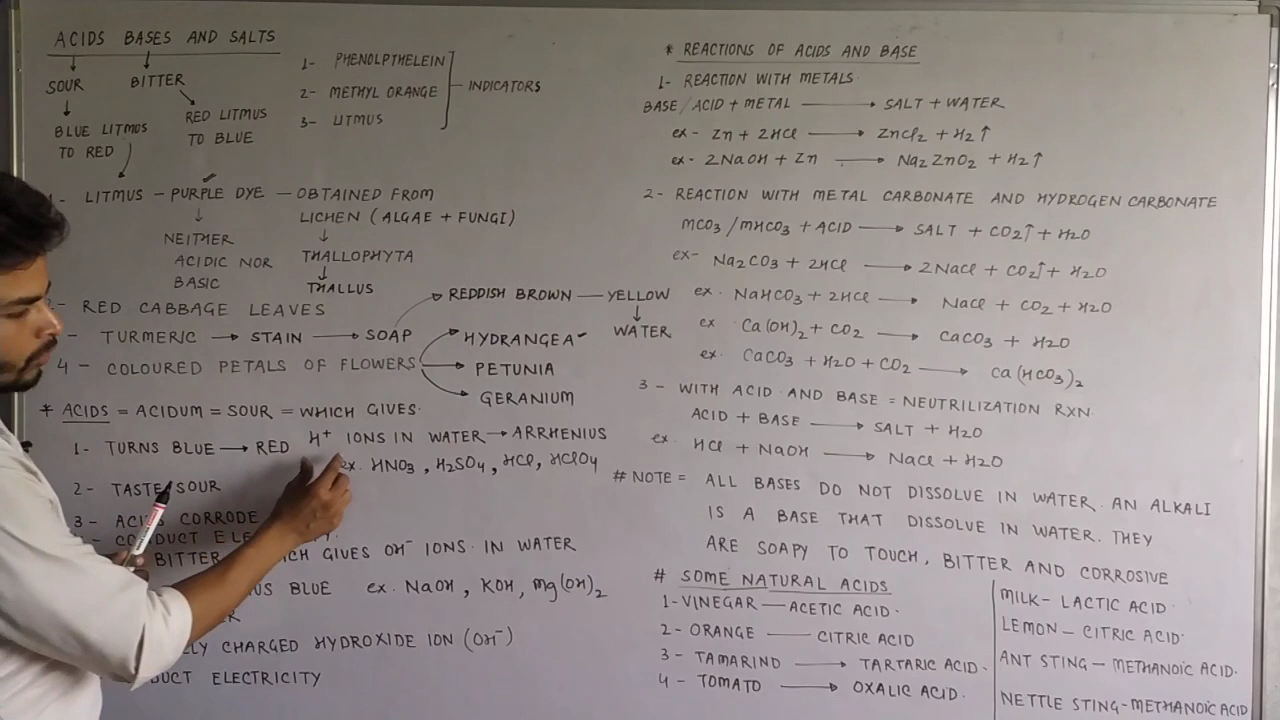 ACIDS BASES AND SALTS
SOUR
BITTER
BLUE LITMUS
TO RED
RED LITMUS
TO BLUE
1- PHENOLPTHELEIN
2- METHYL ORANGE
3- LITMUS
INDICATORS
1- LITMUS - PURPLE DYE - OBTAINED FROM
LICHEN (ALGAE + FUNGI)
↓
THALLOPHYTA
↓
THALLUS
↓
NEITHER
ACIDIC NOR
BASIC
- RED CABBAGE LEAVES
- TURMERIC → STAIN → SOAP
REDDISH BROWN — YELLOW
↓
WATER
4 - COLOURED PETALS OF FLOWERS
HYDRANGEA
PETUNIA
GERANIUM
* ACIDS = ACIDUM = SOUR = WHICH GIVES
H⁺ IONS IN WATER → ARRHENIUS
ex. HNO₃, H₂SO₄, HCl, HClO₄
1- TURNS BLUE → RED
2- TASTE SOUR
3- ACIDS CORRODE
- CONDUCT
BITTER
GIVES OH⁻ IONS IN WATER
BLUE ex. NaOH, KOH, Mg(OH)₂
CHARGED HYDROXIDE ION (OH⁻)
ELECTRICITY
* REACTIONS OF ACIDS AND BASE
1- REACTION WITH METALS
BASE/ACID + METAL → SALT + WATER
ex- Zn + 2HCl → ZnCl₂ + H₂↑
ex- 2NaOH + Zn → Na₂ZnO₂ + H₂↑
2- REACTION WITH METAL CARBONATE AND HYDROGEN CARBONATE
MCO₃/MHCO₃ + ACID → SALT + CO₂↑ + H₂O
ex- Na₂CO₃ + 2HCl → 2NaCl + CO₂↑ + H₂O
ex. NaHCO₃ + 2HCl → NaCl + CO₂ + H₂O
ex Ca(OH)₂ + CO₂ → CaCO₃ + H₂O
ex. CaCO₃ + H₂O + CO₂ → Ca(HCO₃)₂
3 - WITH ACID AND BASE = NEUTRILIZATION RXN.
ACID + BASE → SALT + H₂O
ex. HCl + NaOH → NaCl + H₂O
# NOTE = ALL BASES DO NOT DISSOLVE IN WATER. AN ALKALI
IS A BASE THAT DISSOLVE IN WATER. THEY
ARE SOAPY TO TOUCH, BITTER AND CORROSIVE
# SOME NATURAL ACIDS
1- VINEGAR — ACETIC ACID.
2- ORANGE — CITRIC ACID
3 - TAMARIND → TARTARIC ACID.
4 - TOMATO → OXALIC ACID.
MILK- LACTIC ACID.
LEMON- CITRIC ACID.
ANT STING - METHANOIC ACID.
NETTLE STING-METHANOIC ACID